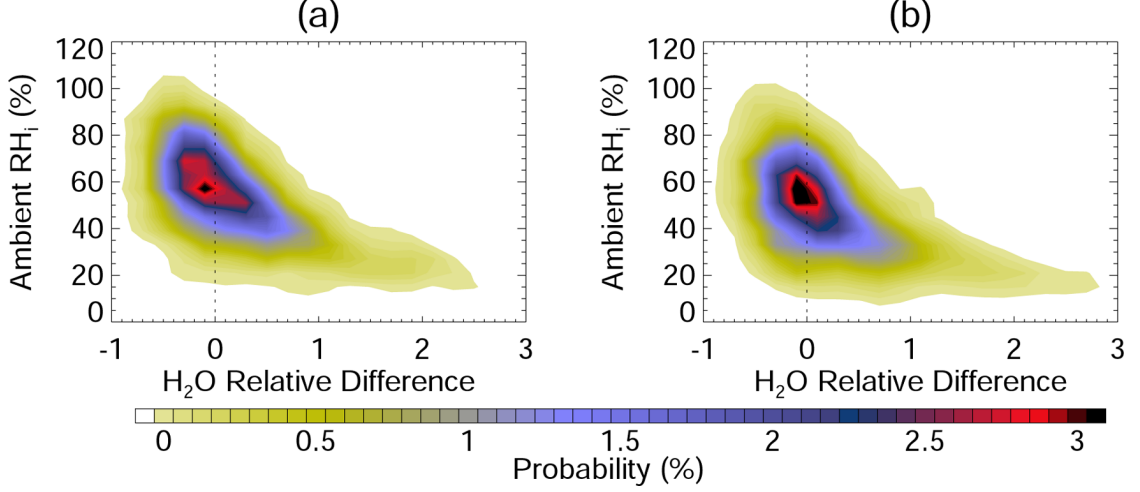 (a)
(b)
120
100
80
60
40
20
0
Ambient RHi (%)
-1 0 1 2 3
H2O Relative Difference
120
100
80
60
40
20
0
Ambient RHi (%)
-1 0 1 2 3
H2O Relative Difference
0 0.5 1 1.5 2 2.5 3
Probability (%)